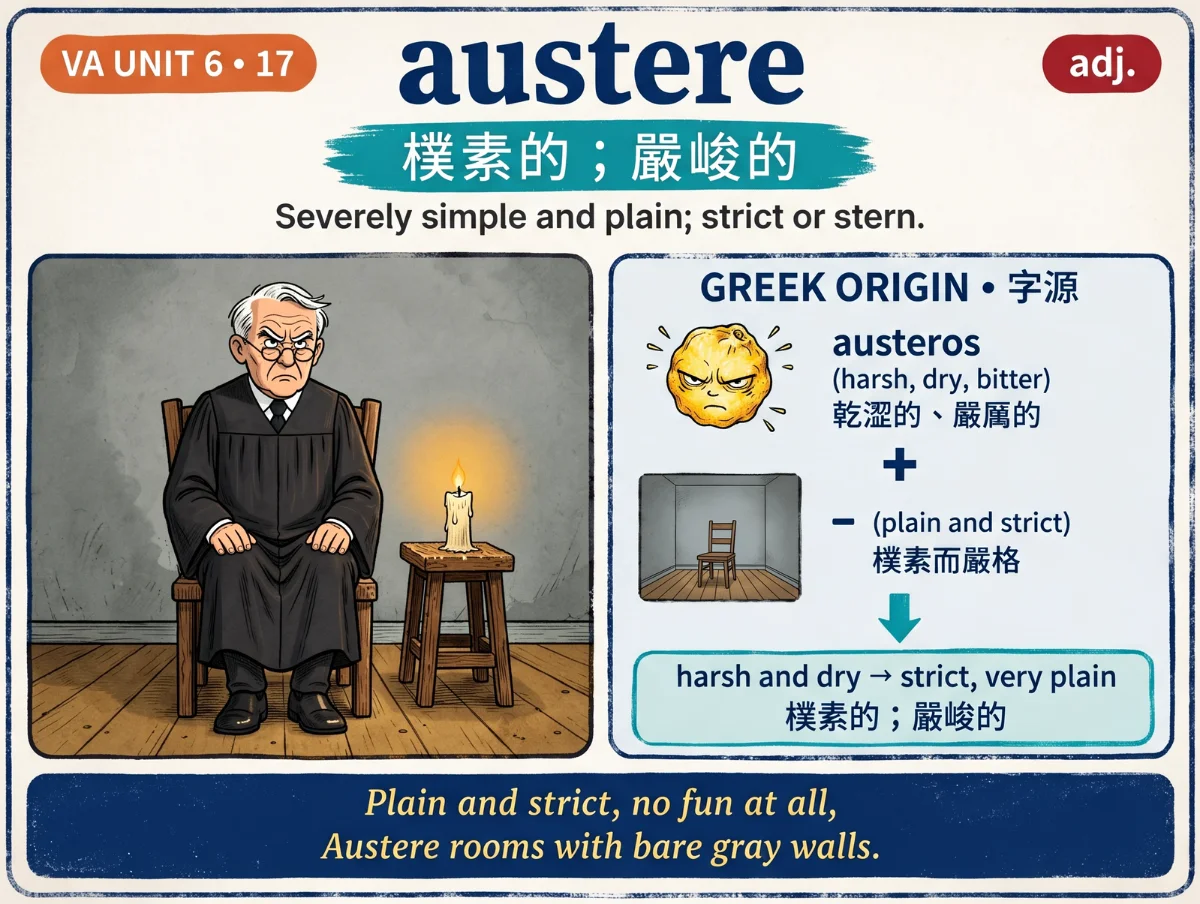 VA UNIT 6 • 17
austere
adj.
樸素的；嚴峻的
Severely simple and plain; strict or stern.
GREEK ORIGIN • 字源
austeros
(harsh, dry, bitter)
乾澀的、嚴厲的
+
– (plain and strict)
樸素而嚴格
harsh and dry → strict, very plain
樸素的；嚴峻的
Plain and strict, no fun at all,
Austere rooms with bare gray walls.